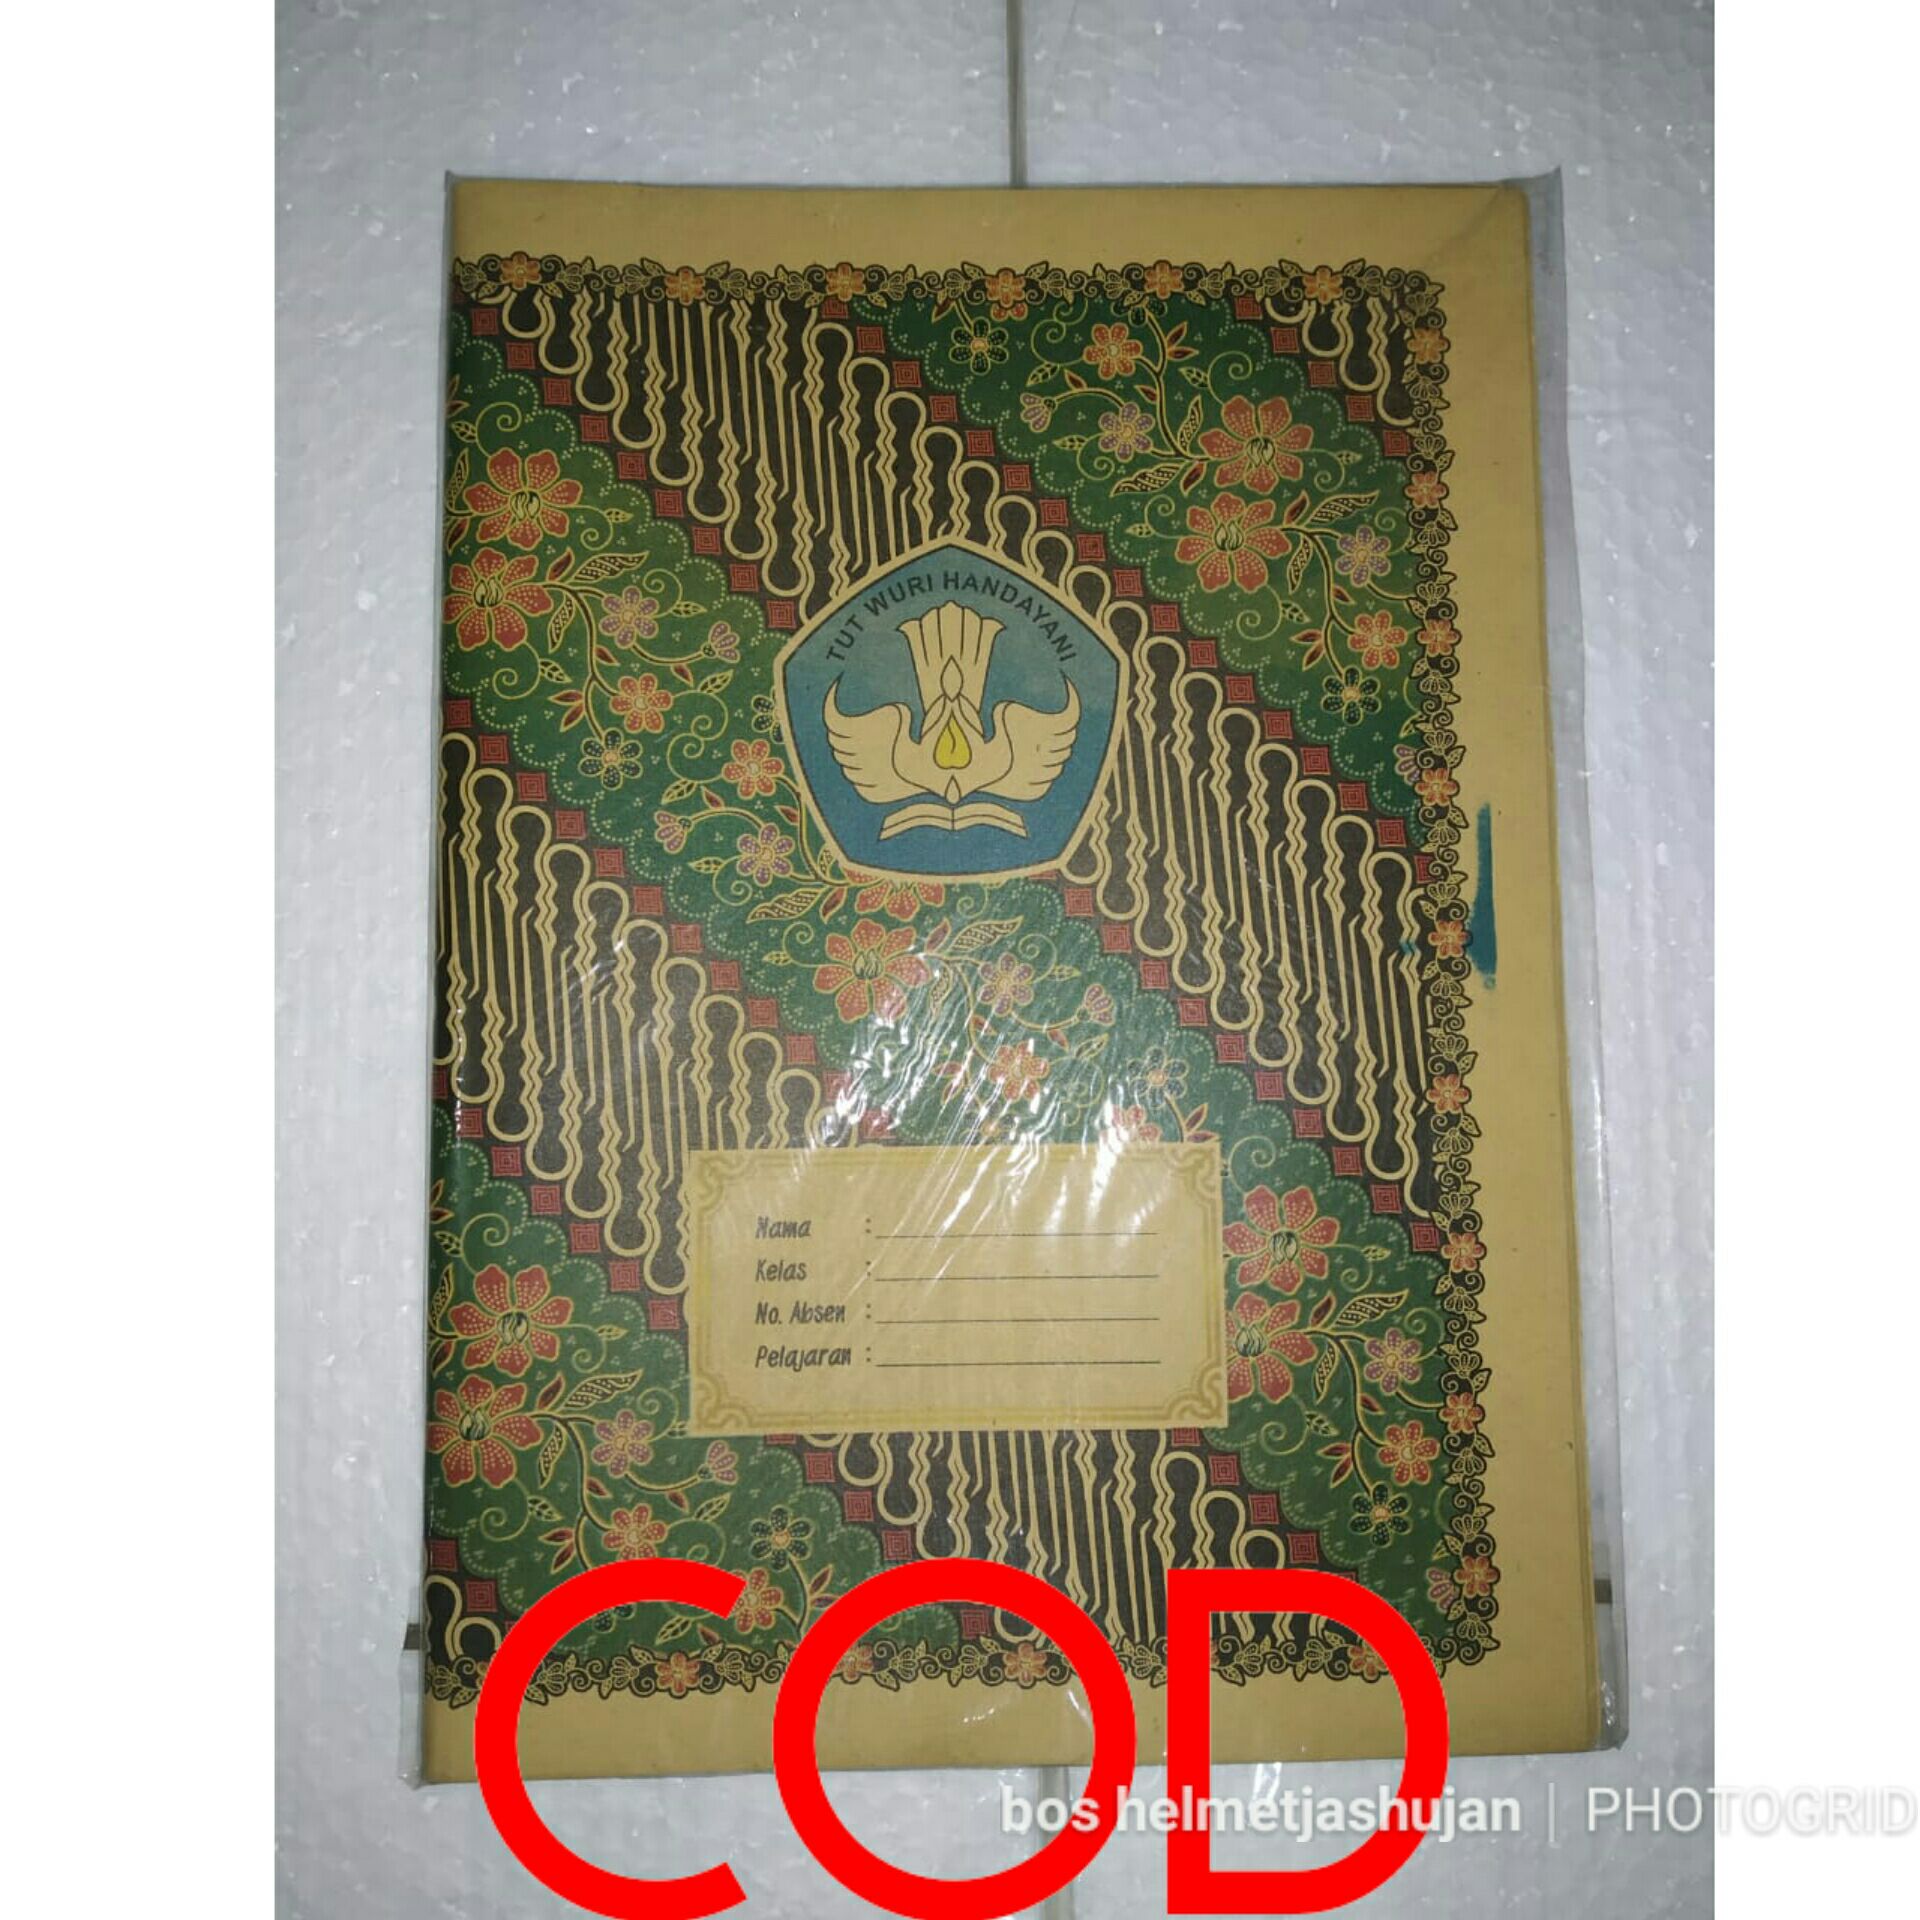 TUT WURI HANDAYANI
Nama :
Kelas :
No. Absen :
Pelajaran :
COD
bos helmetjashujan | PHOTOGRID